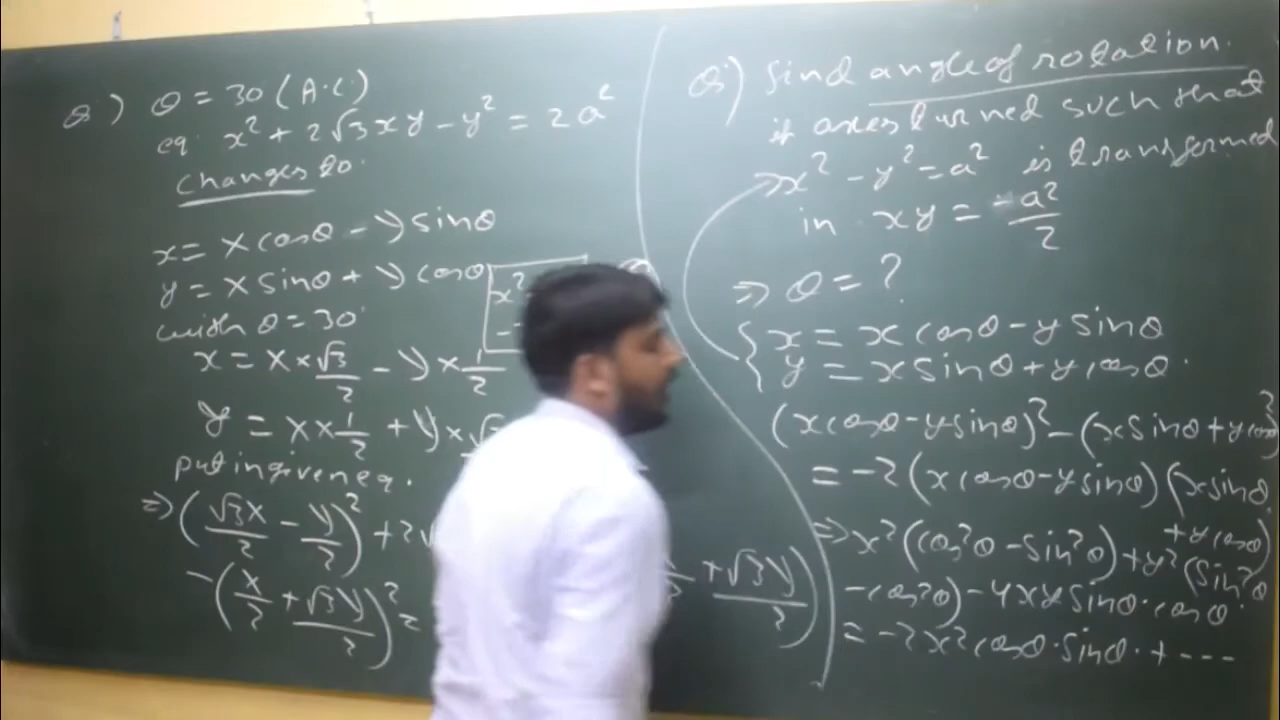 Q.) θ = 30 (A.C.)
eq. x² + 2√3xy - y² = 2a²
changes to.
x = X cosθ - y sinθ
y = X sinθ + y cosθ
with θ = 30°
x = X × √3/2 - y × 1/2
y = X × 1/2 + y × √3
put in given eq.
⇒ (√3X/2 - y/2)² + 2√
- (X/2 + √3y/2)² =
+ √3y/2)
x²
Q.) find angle of rotation.
if axes turned such that
x² - y² = a² is transformed
in xy = -a²/2
⇒ θ = ?
{ x = x cosθ - y sinθ
y = x sinθ + y cosθ.
(x cosθ - y sinθ)² - (x sinθ + y cosθ)²
= -2 (x cosθ - y sinθ) (x sinθ
+ y cosθ)
⇒ x² (cos²θ - sin²θ) + y² (sin²θ
- cos²θ) - 4xy sinθ. cosθ.
= -2x² cosθ. sinθ. + ---